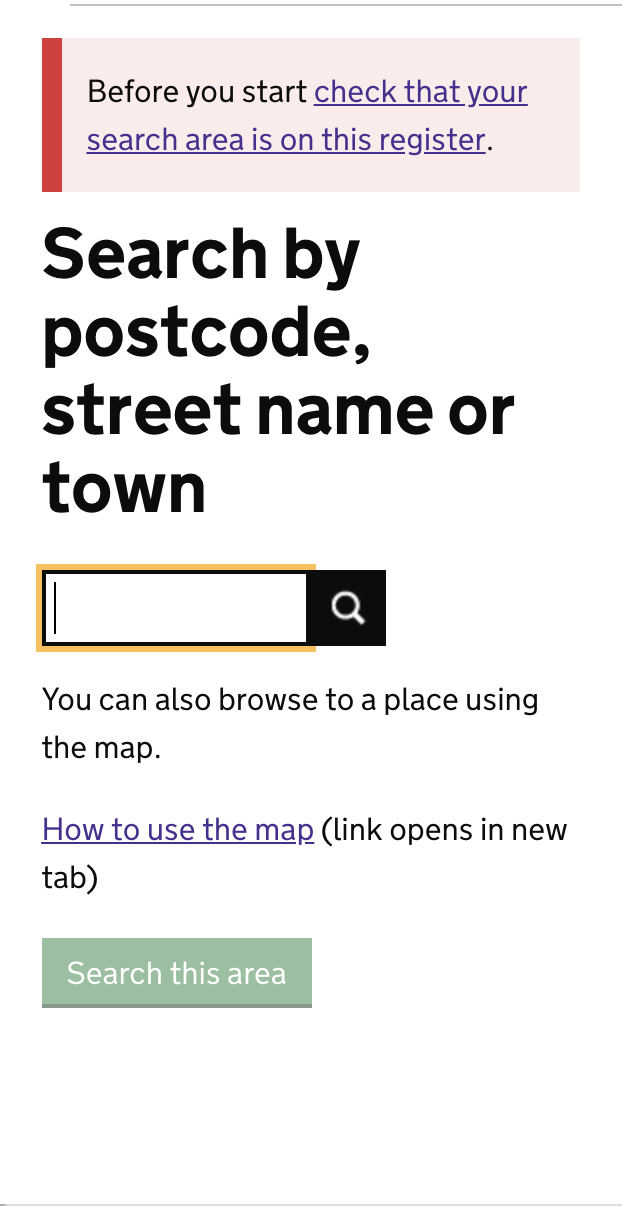 Before you start check that your
search area is on this register.
Search by
postcode,
street name or
town
You can also browse to a place using
the map.
How to use the map (link opens in new
tab)
Search this area